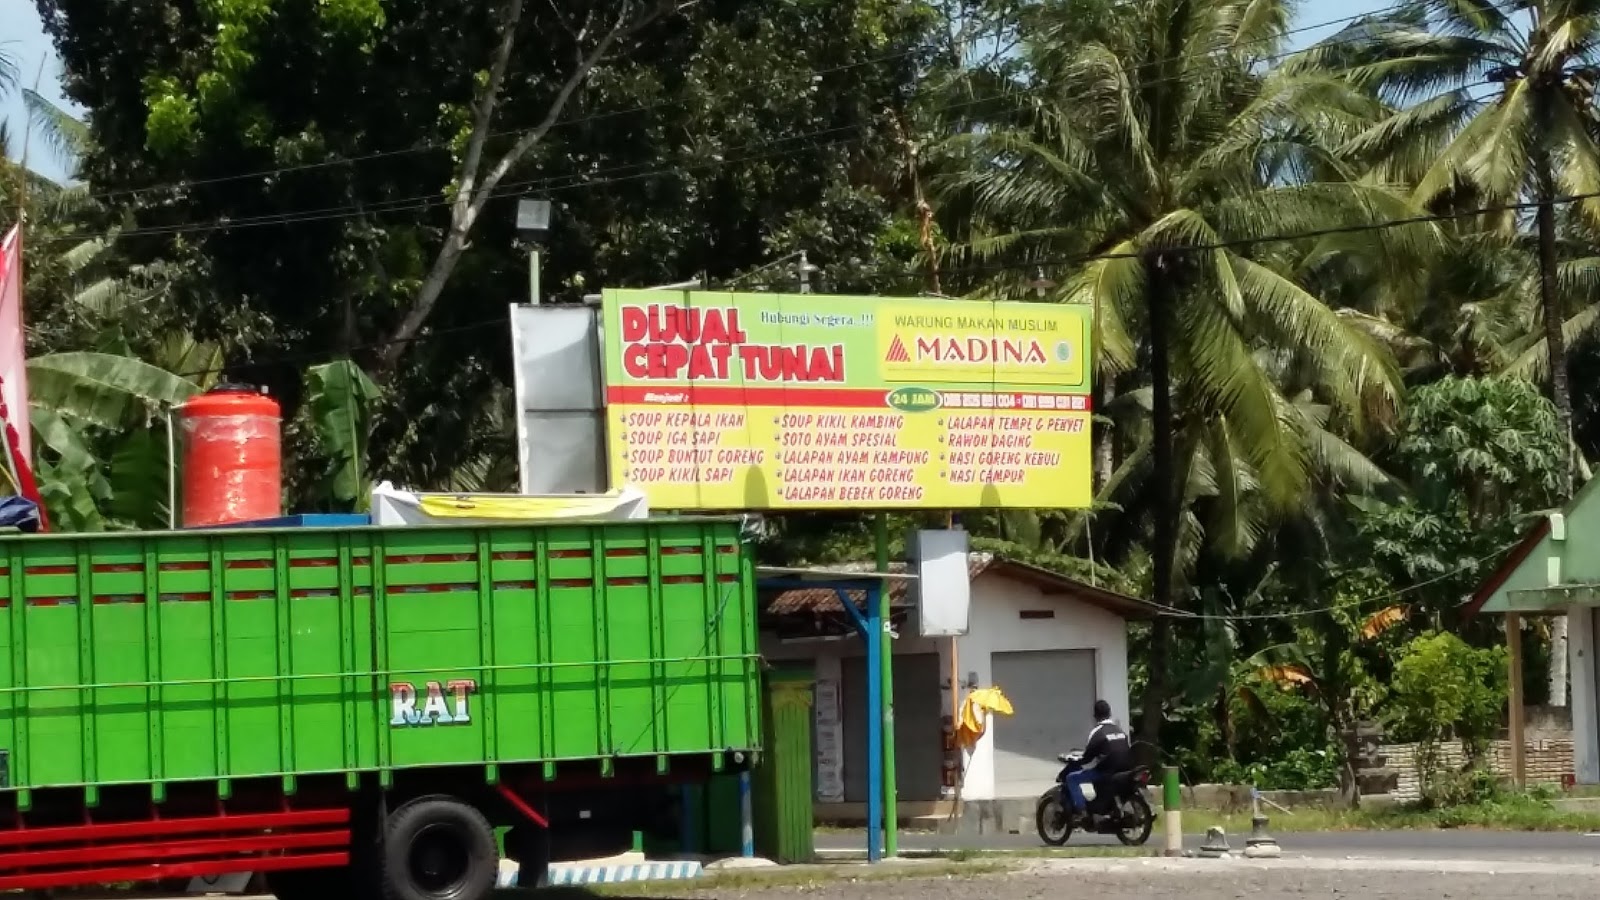 DIJUAL
CEPAT TUNAI
Hubungi Segera..!!!
WARUNG MAKAN MUSLIM
MADINA
Menjual :
24 JAM
SOUP KEPALA IKAN
SOUP IGA SAPI
SOUP BUNTUT GORENG
SOUP KIKIL SAPI
SOUP KIKIL KAMBING
SOTO AYAM SPESIAL
LALAPAN AYAM KAMPUNG
LALAPAN IKAN GORENG
LALAPAN BEBEK GORENG
LALAPAN TEMPE & PENYET
RAWON DAGING
NASI GORENG KEBULI
NASI CAMPUR
RAT